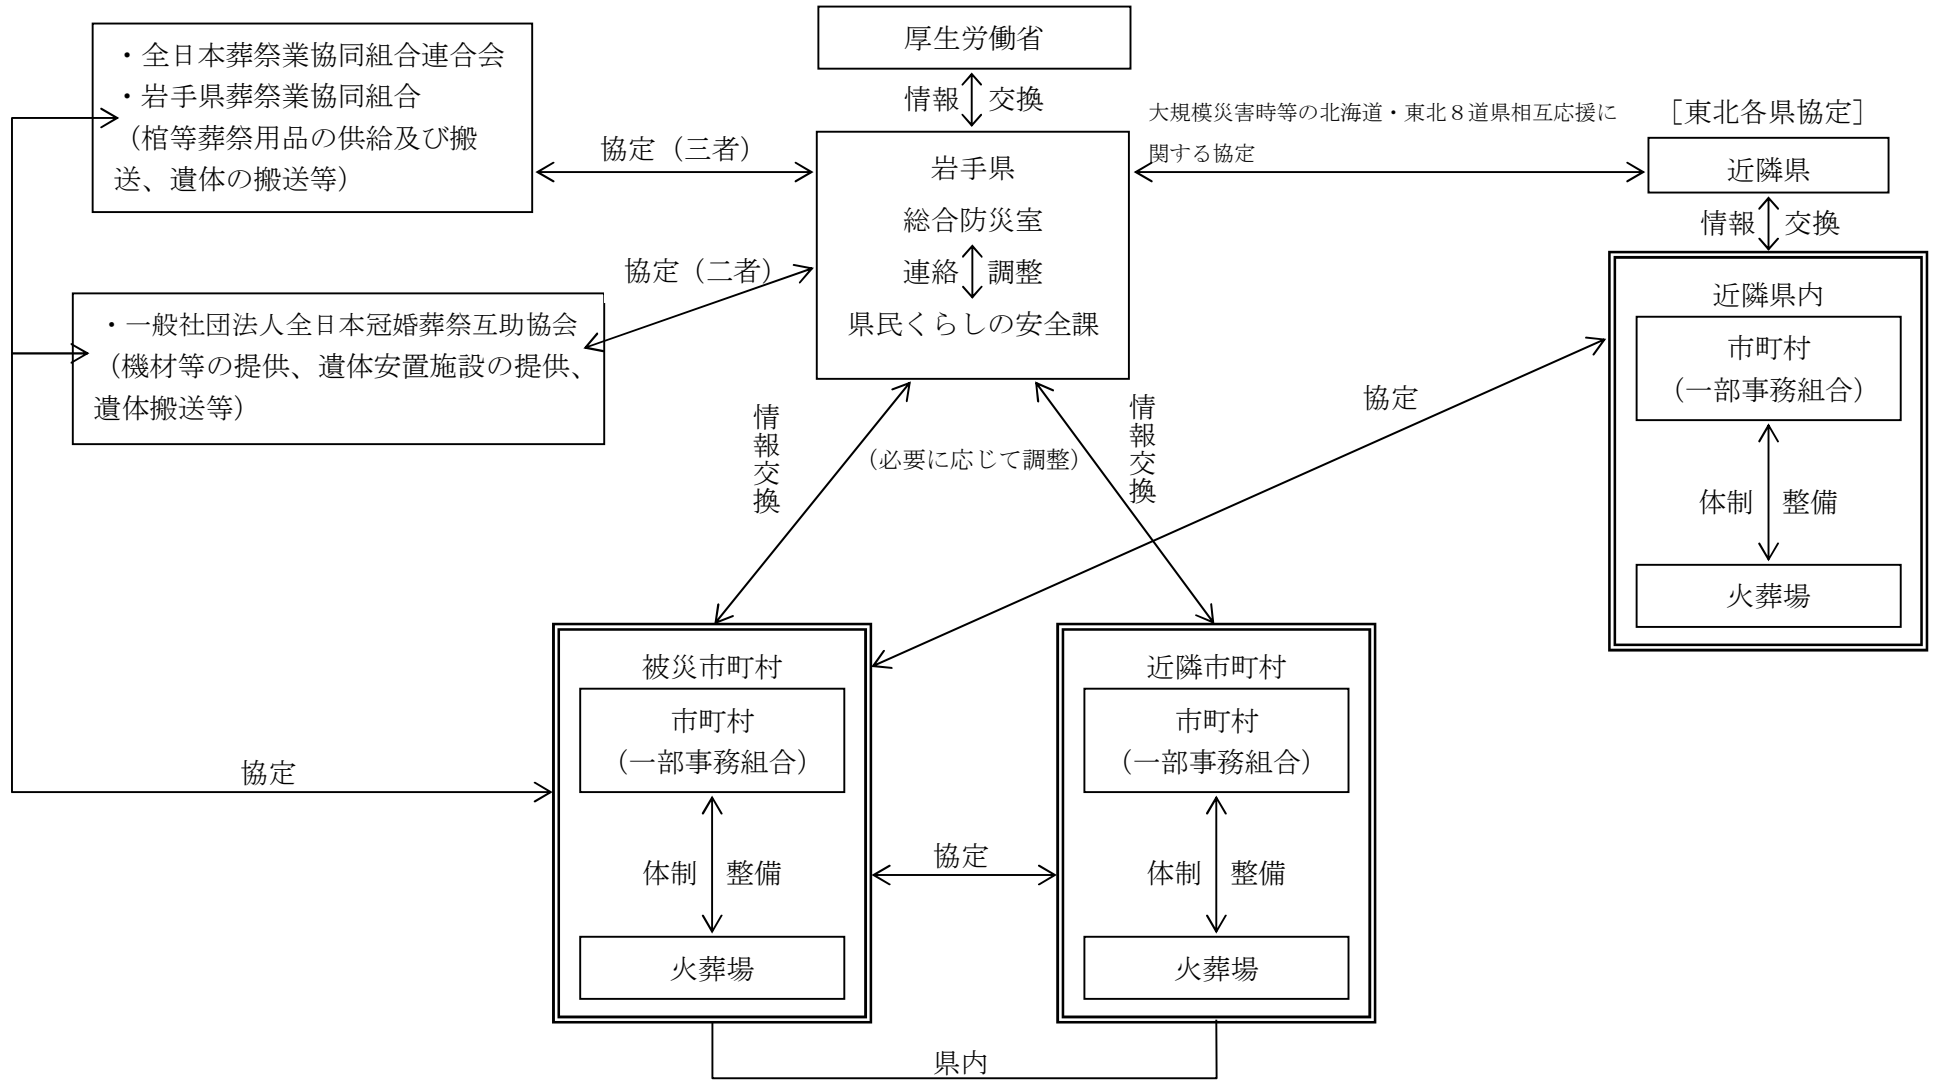 厚生労働省
情報 交換
・全日本葬祭業協同組合連合会
・岩手県葬祭業協同組合
（棺等葬祭用品の供給及び搬
送、遺体の搬送等）
協定（三者）
岩手県
総合防災室
連絡 調整
県民くらしの安全課
大規模災害時等の北海道・東北８道県相互応援に
関する協定
［東北各県協定］
近隣県
情報 交換
協定（二者）
・一般社団法人全日本冠婚葬祭互助協会
（機材等の提供、遺体安置施設の提供、
遺体搬送等）
近隣県内
市町村
（一部事務組合）
体制 整備
火葬場
情報交換
（必要に応じて調整）
情報交換
協定
被災市町村
市町村
（一部事務組合）
体制 整備
火葬場
協定
協定
近隣市町村
市町村
（一部事務組合）
体制 整備
火葬場
県内